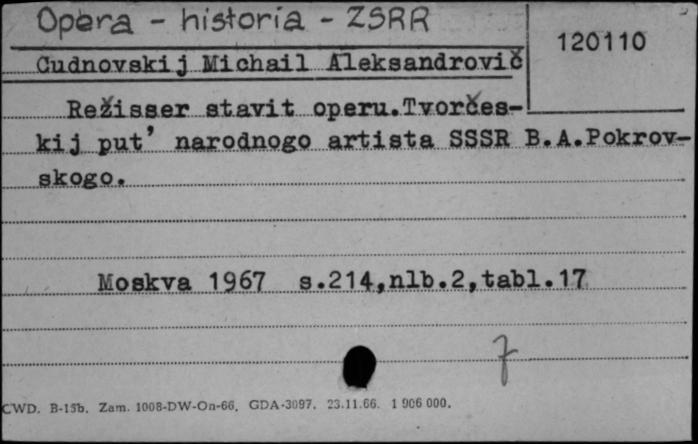 Opera - historia - ZSRR
120110
Cudnovskij Michail Aleksandrovič
Režisser stavit operu.Tvorčes-
kij put' narodnogo artista SSSR B.A.Pokrov-
skogo.
Moskva 1967 s.214,nlb.2,tabl.17
7
CWD. B-15b. Zam. 1008-DW-On-66. GDA-3097. 23.11.66. 1 906 000.